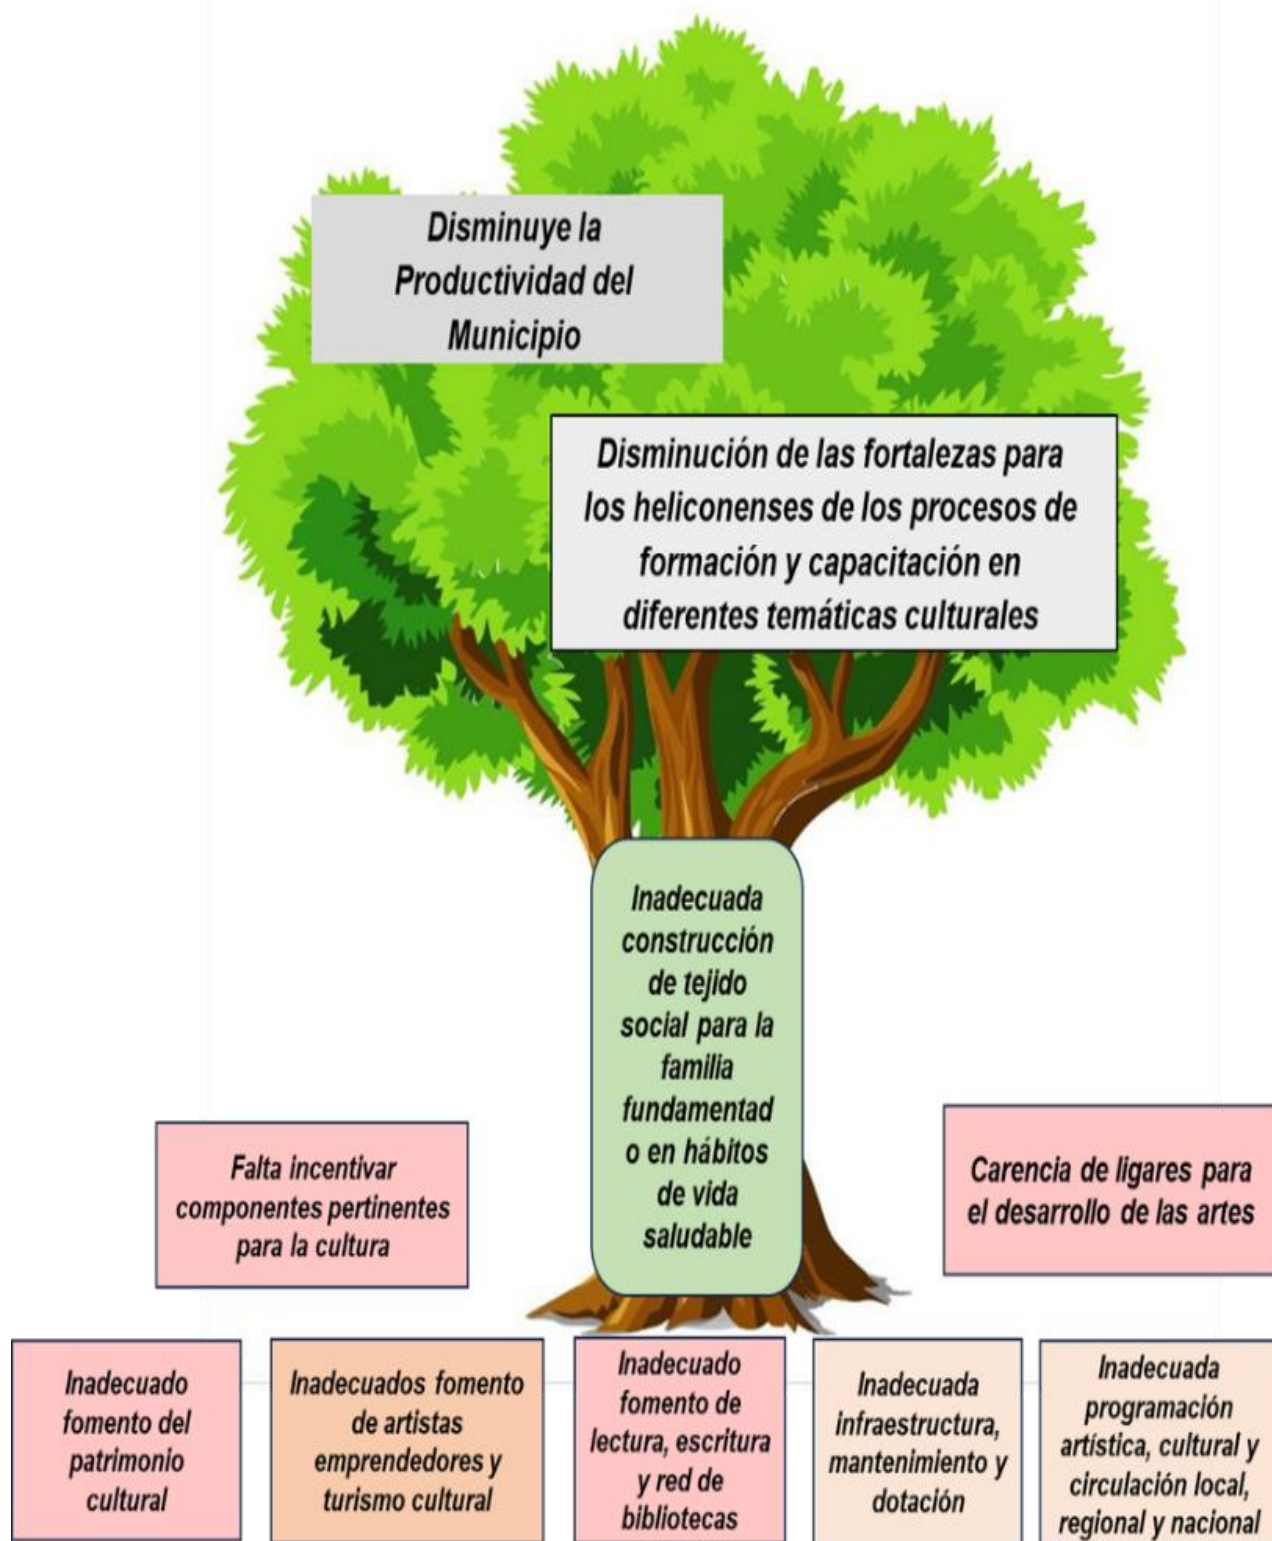 Disminuye la
Productividad del
Municipio
Disminución de las fortalezas para
los heliconenses de los procesos de
formación y capacitación en
diferentes temáticas culturales
Inadecuada
construcción
de tejido
social para la
familia
fundamentad
o en hábitos
de vida
saludable
Falta incentivar
componentes pertinentes
para la cultura
Carencia de ligares para
el desarrollo de las artes
Inadecuado
fomento del
patrimonio
cultural
Inadecuados fomento
de artistas
emprendedores y
turismo cultural
Inadecuado
fomento de
lectura, escritura
y red de
bibliotecas
Inadecuada
infraestructura,
mantenimiento y
dotación
Inadecuada
programación
artística, cultural y
circulación local,
regional y nacional